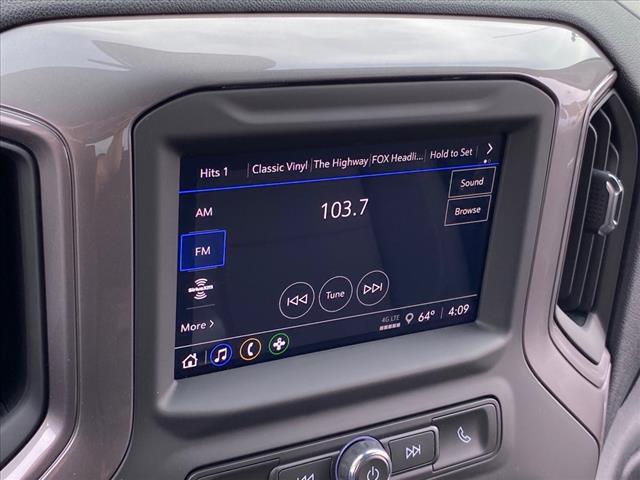 Hits 1 Classic Vinyl The Highway FOX Headli... Hold to Set
Sound
AM
103.7
Browse
FM
SiriusXM
Tune
More
4G LTE 64° 4:09